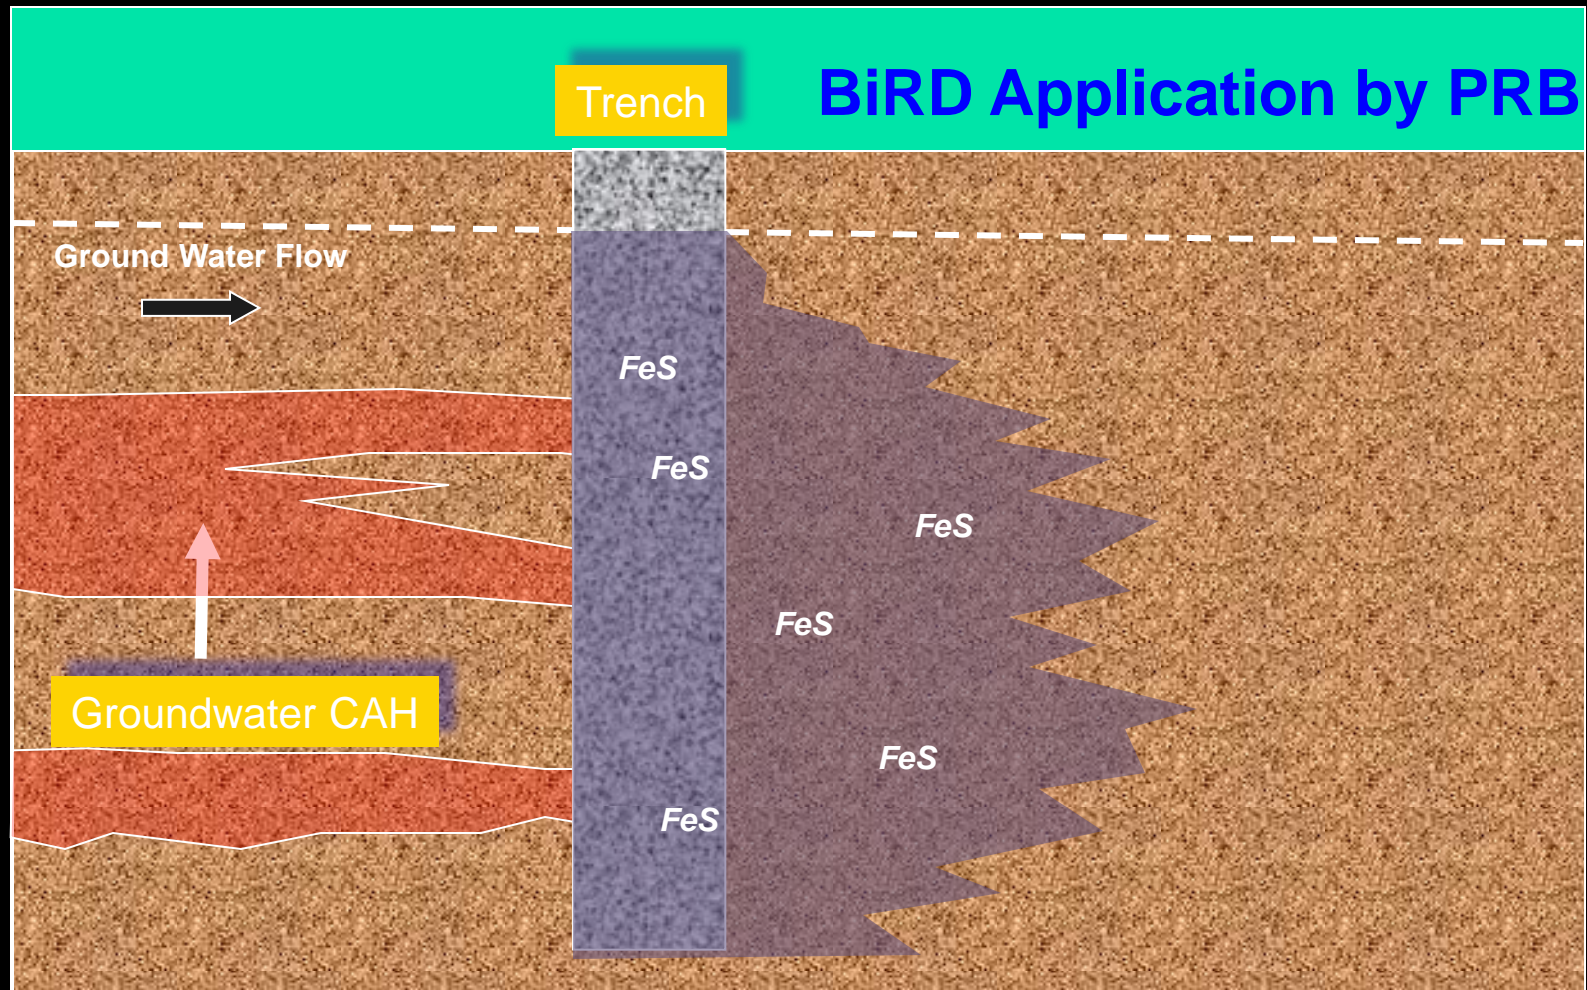 BiRD Application by PRB
Trench
Ground Water Flow
FeS
FeS
FeS
FeS
Groundwater CAH
FeS
FeS